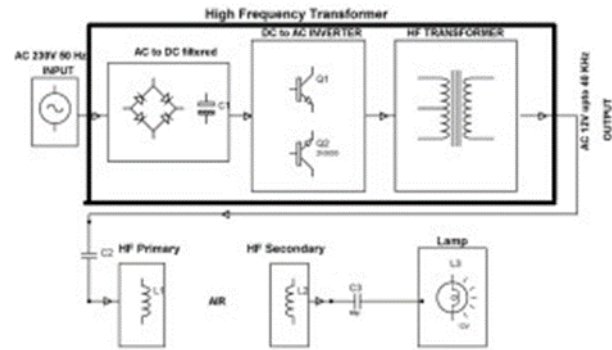 High Frequency Transformer
AC 230V 50 Hz
INPUT
AC to DC filtered
DC to AC INVERTER
HF TRANSFORMER
C1
Q1
Q2
AC 12V upto 40 KHz
OUTPUT
C2
HF Primary
L1
AIR
HF Secondary
L2
C3
Lamp
L3